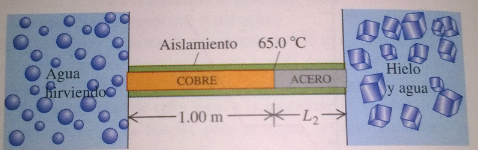 Aislamiento 65.0 °C
Agua
hirviendo
COBRE
ACERO
Hielo
y agua
1.00 m
L₂